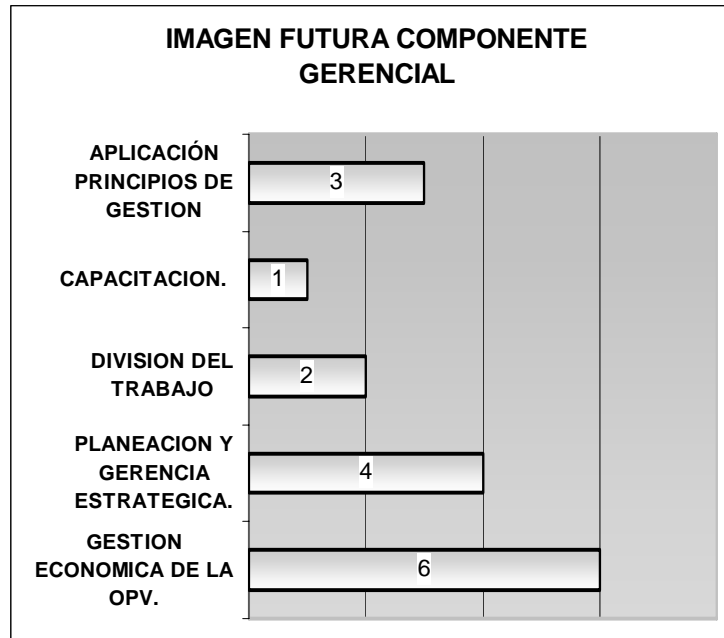 IMAGEN FUTURA COMPONENTE
GERENCIAL
APLICACIÓN
PRINCIPIOS DE
GESTION
3
CAPACITACION.
1
DIVISION DEL
TRABAJO
2
PLANEACION Y
GERENCIA
ESTRATEGICA.
4
GESTION
ECONOMICA DE LA
OPV.
6